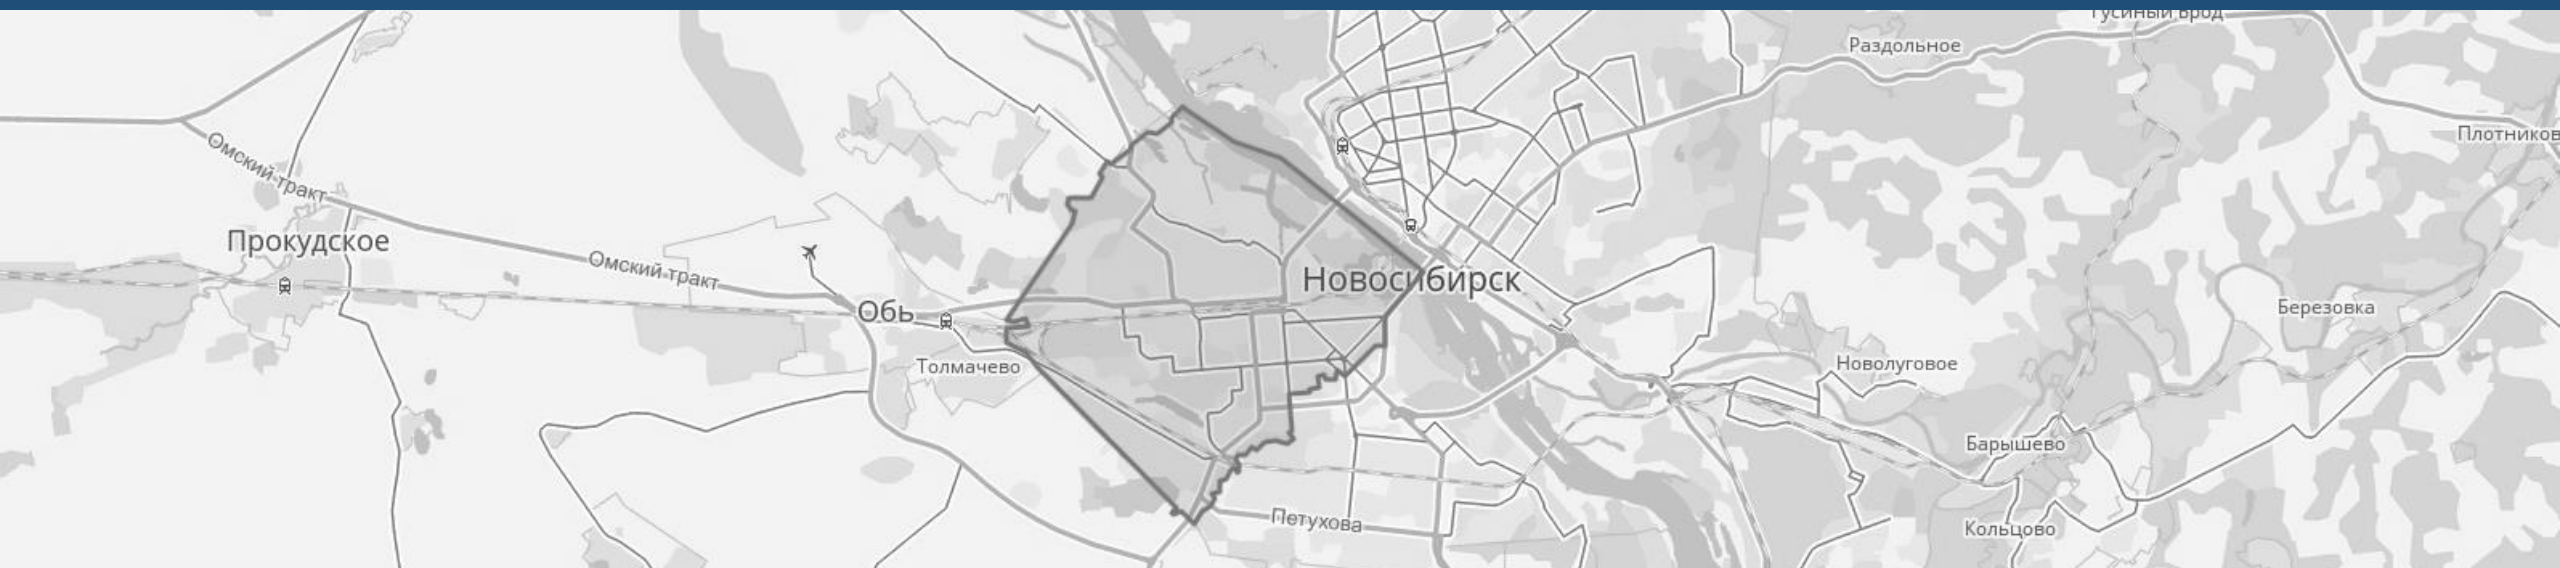 Гусиный Брод
Раздольное
Плотников
Омский тракт
Прокудское
Омский тракт
Новосибирск
Обь
Березовка
Толмачево
Новолуговое
Барышево
Петухова
Кольцово